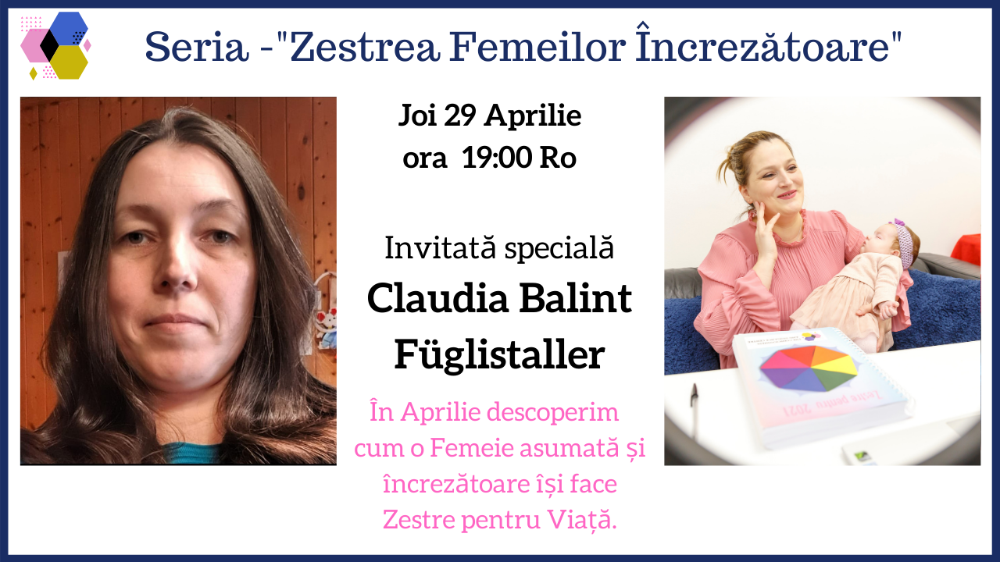 Seria -"Zestrea Femeilor Încrezătoare"
Joi 29 Aprilie
ora 19:00 Ro
Invitată specială
Claudia Balint
Füglistaller
În Aprilie descoperim
cum o Femeie asumată și
încrezătoare își face
Zestre pentru Viață.
Zestre pentru 2021